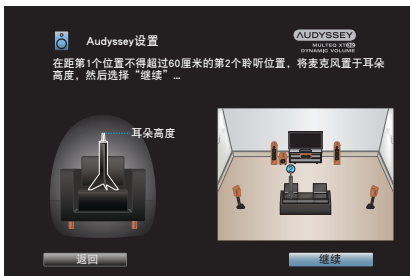 Audyssey设置
AUDYSSEY
MULTEQ XT32
DYNAMIC VOLUME
在距第1个位置不得超过60厘米的第2个聆听位置，将麦克风置于耳朵
高度，然后选择“继续”…
耳朵高度
2
返回
继续